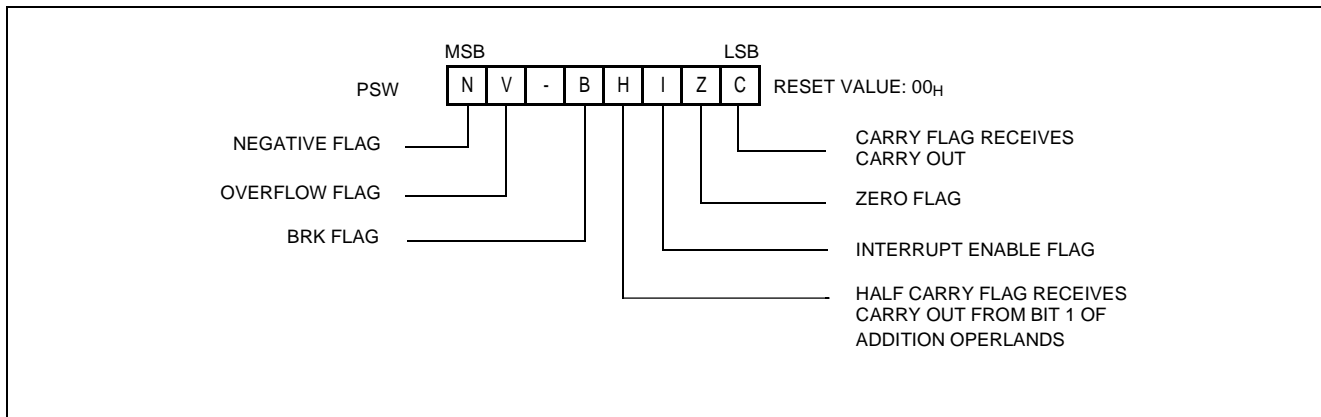 MSB LSB
PSW N V - B H I Z C RESET VALUE: 00H
NEGATIVE FLAG
OVERFLOW FLAG
BRK FLAG
CARRY FLAG RECEIVES
CARRY OUT
ZERO FLAG
INTERRUPT ENABLE FLAG
HALF CARRY FLAG RECEIVES
CARRY OUT FROM BIT 1 OF
ADDITION OPERLANDS